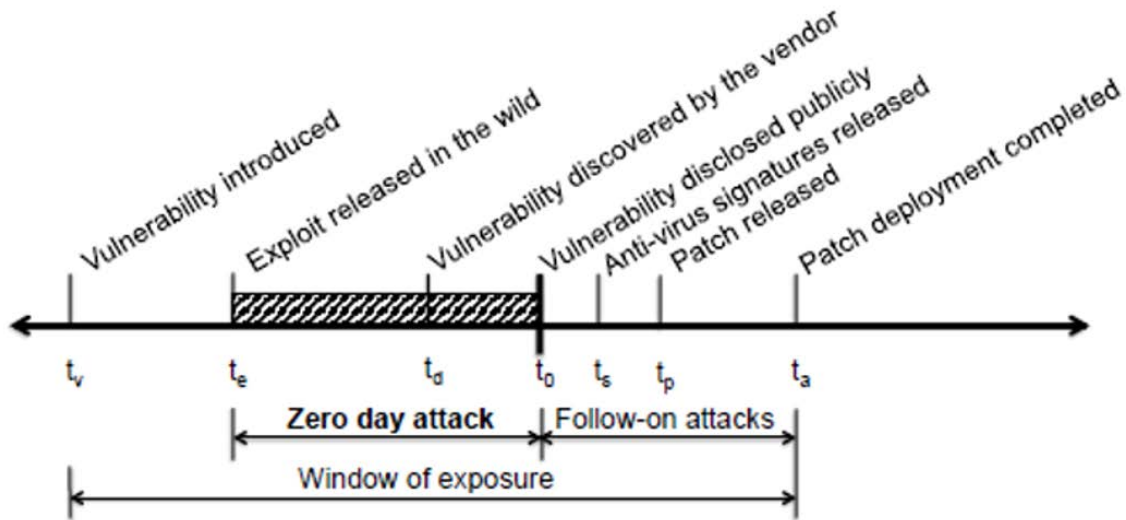 Vulnerability introduced
Exploit released in the wild
Vulnerability discovered by the vendor
Vulnerability disclosed publicly
Anti-virus signatures released
Patch released
Patch deployment completed
tv te td t0 ts tp ta
Zero day attack
Follow-on attacks
Window of exposure